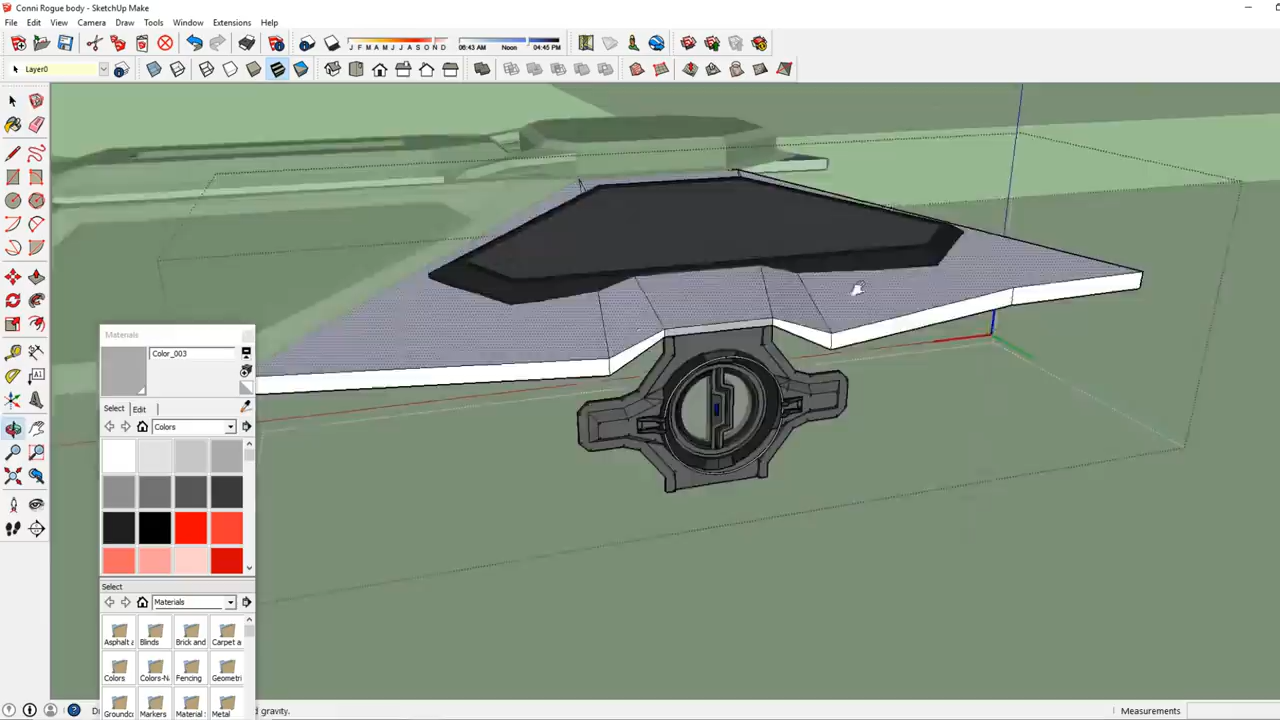 Conni Rogue body - SketchUp Make
File Edit View Camera Draw Tools Window Extensions Help
J F M A M J J A S O N D 06:43 AM Noon 04:45 PM
Layer0
Materials
Color_003
Select Edit
Colors
Select
Materials
Asphalt a Blinds Brick and Carpet a
Colors Colors-N Fencing Geometri
Groundc Markers Material Metal
gravity. Measurements